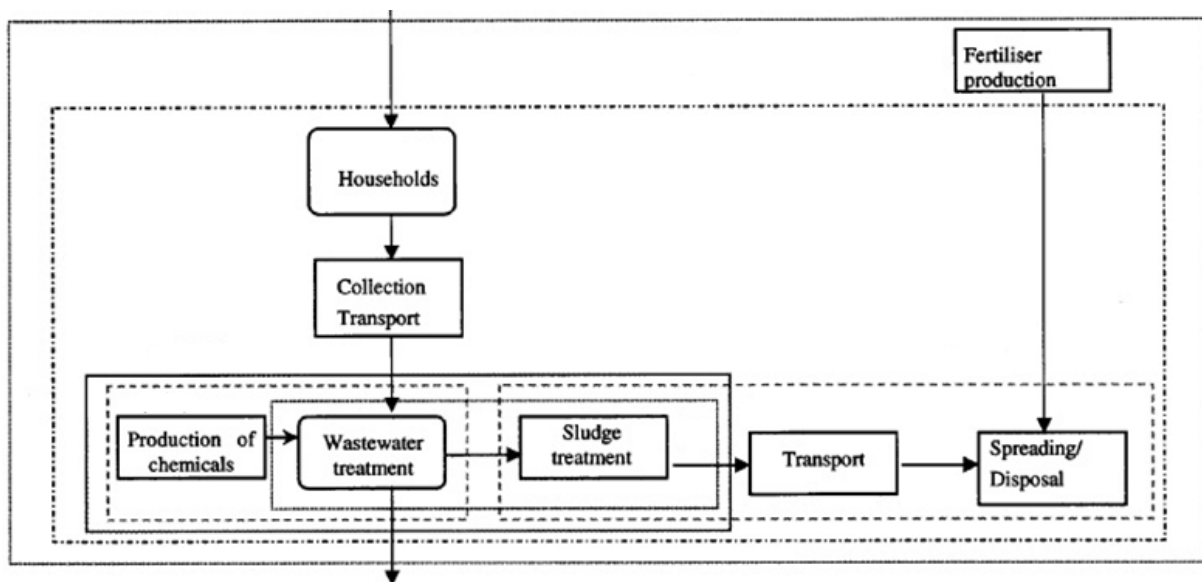 Fertiliser
production
Households
Collection
Transport
Production of
chemicals
Wastewater
treatment
Sludge
treatment
Transport
Spreading/
Disposal